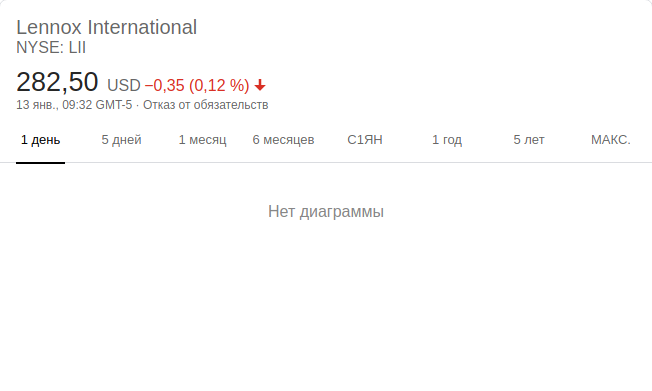 Lennox International
NYSE: LII
282,50 USD −0,35 (0,12 %)
13 янв., 09:32 GMT-5 · Отказ от обязательств
1 день 5 дней 1 месяц 6 месяцев С1ЯН 1 год 5 лет МАКС.
Нет диаграммы